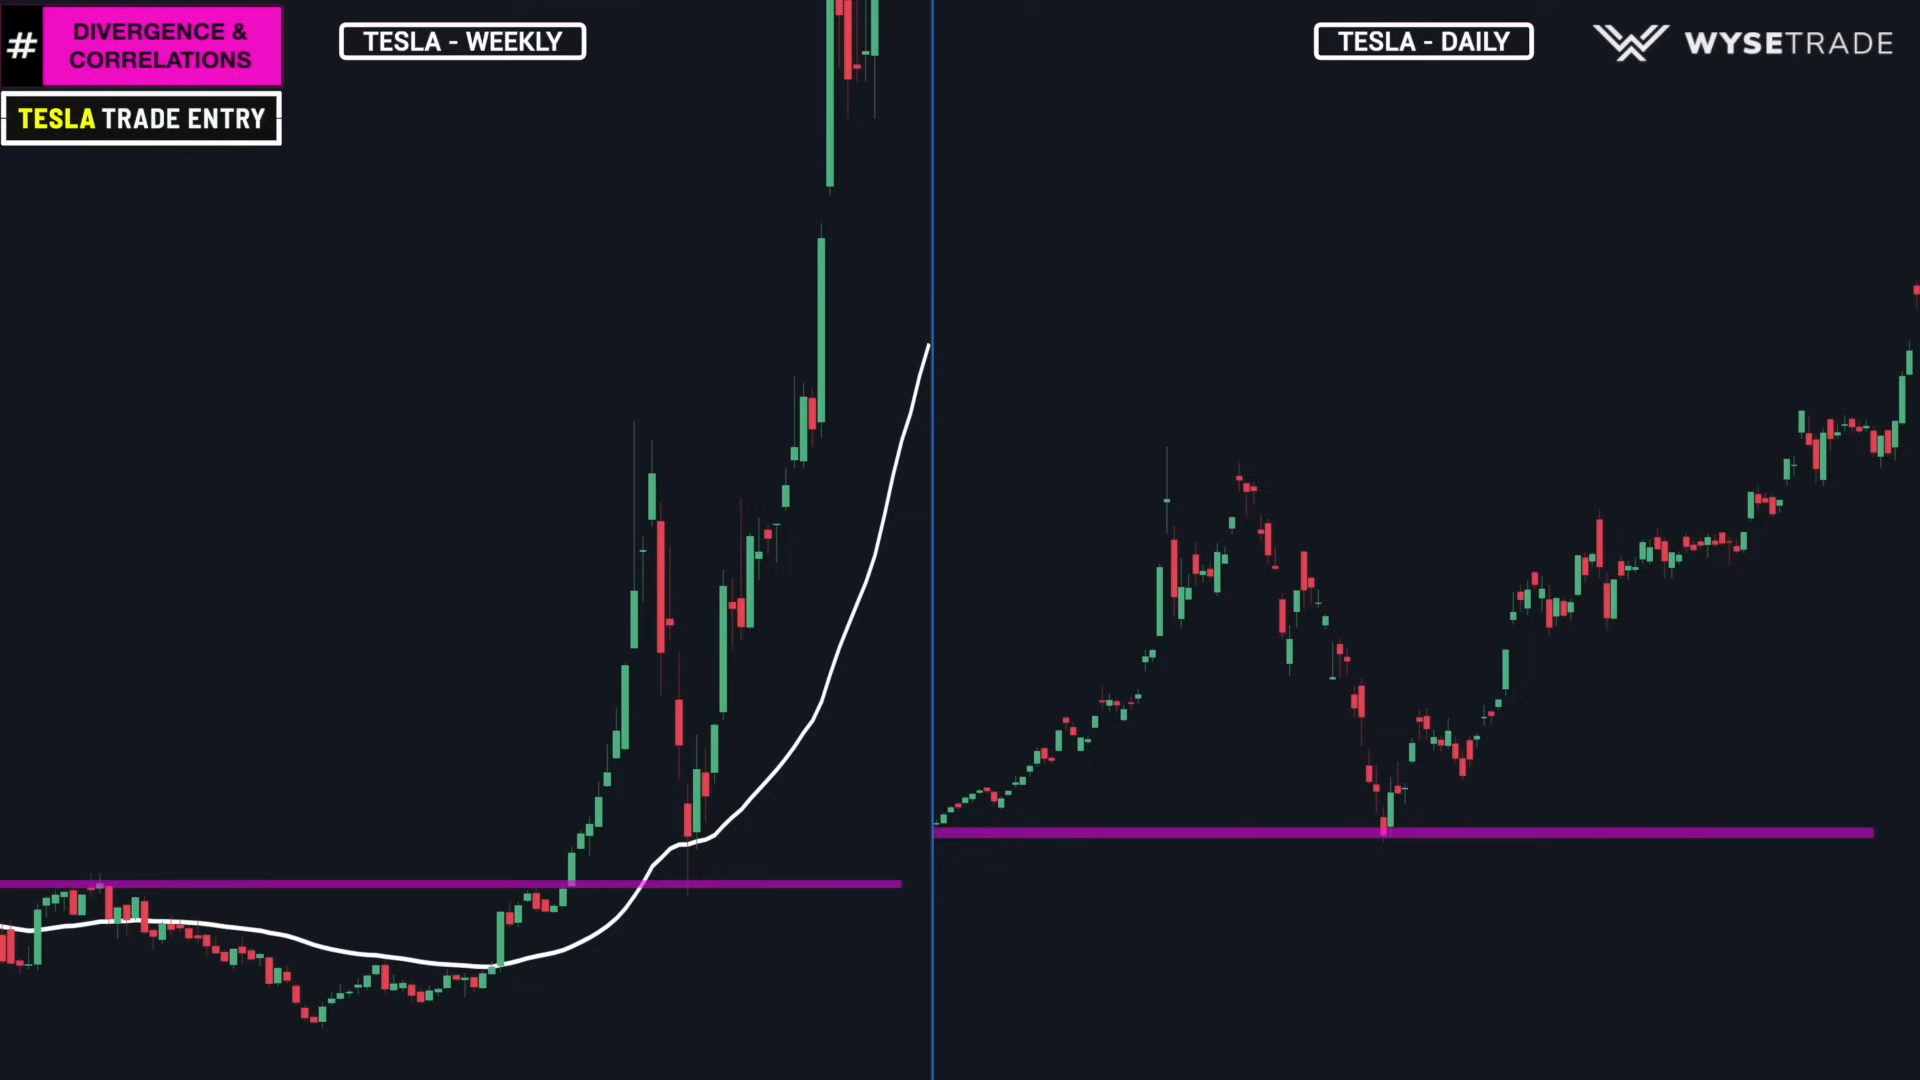 #
DIVERGENCE &
CORRELATIONS
TESLA TRADE ENTRY
TESLA - WEEKLY
TESLA - DAILY
WYSETRADE